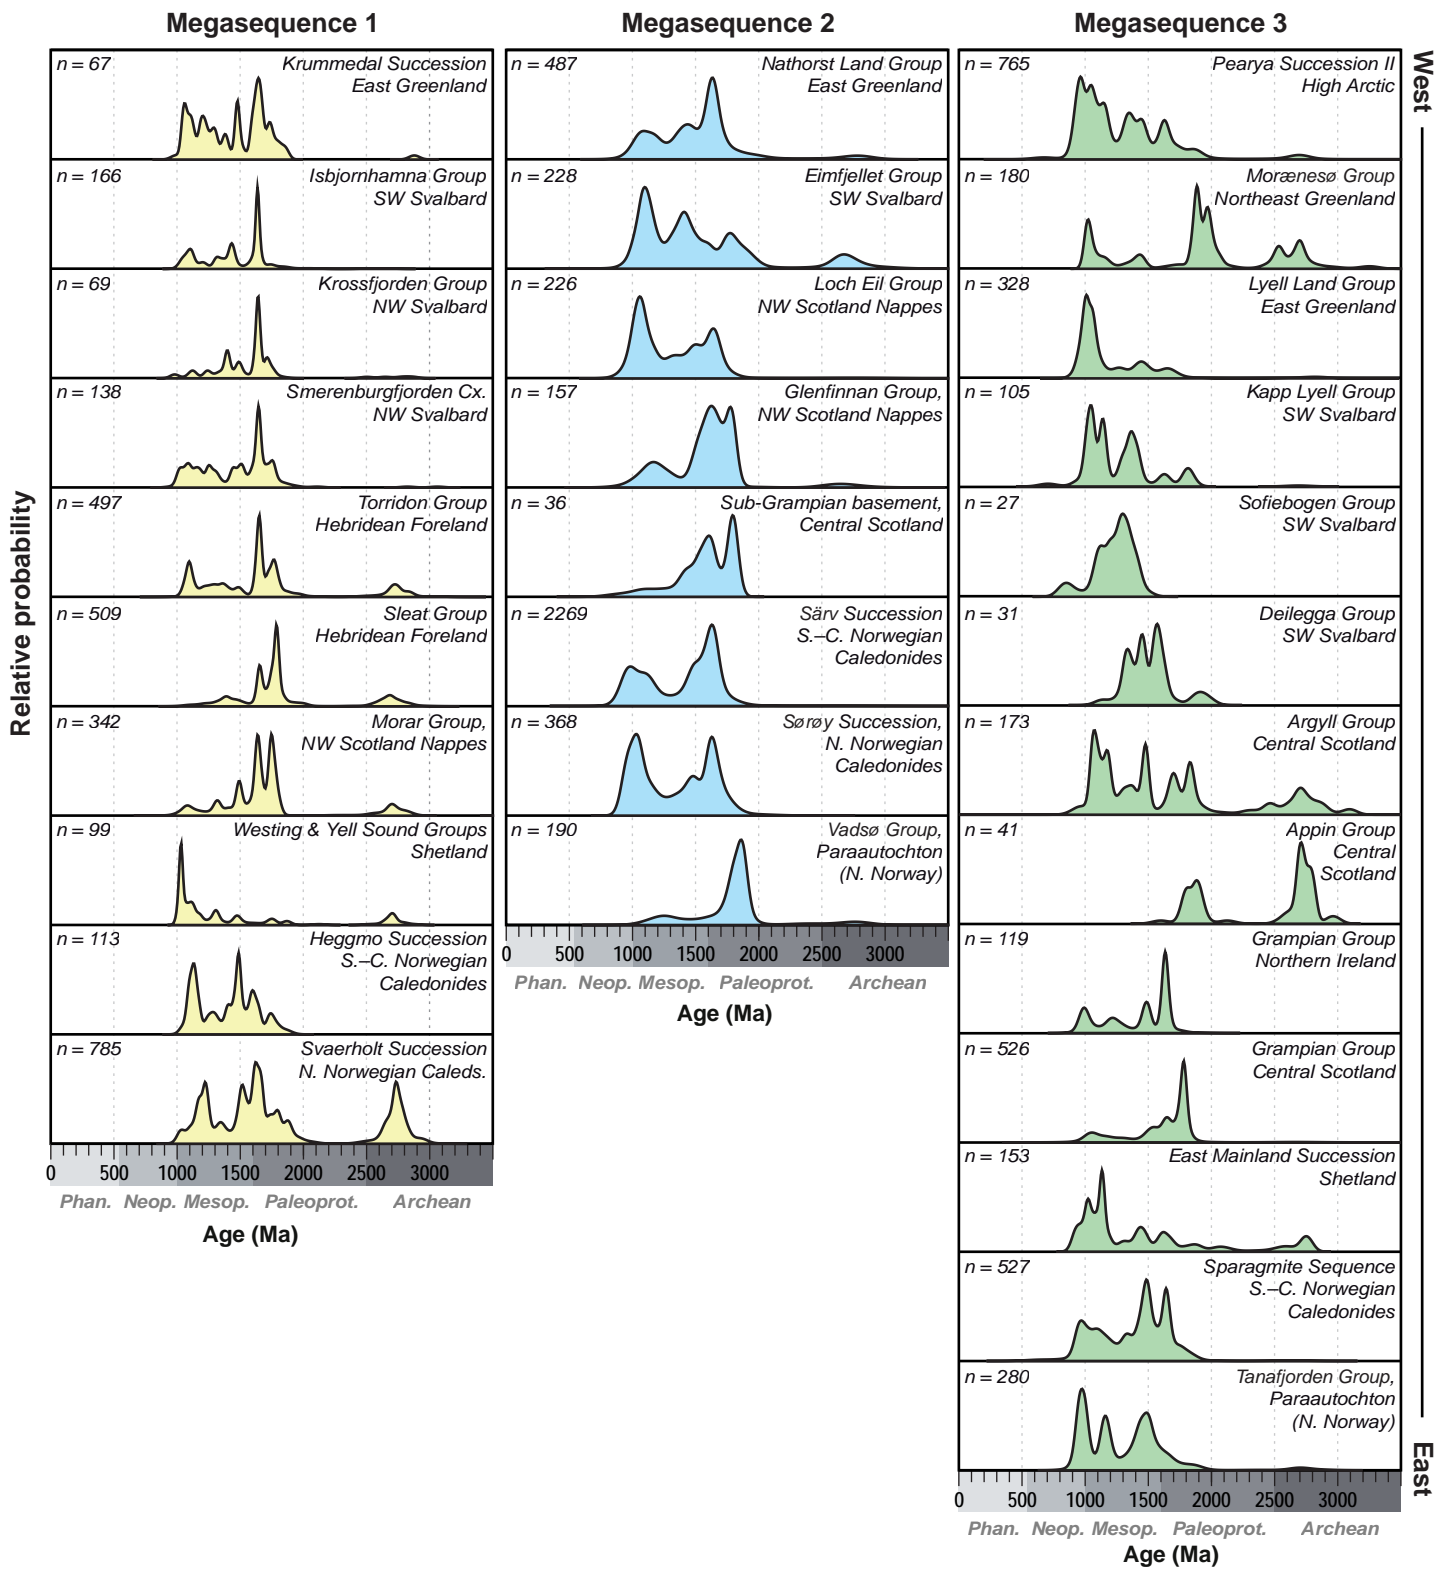 Megasequence 1
Megasequence 2
Megasequence 3
Relative probability
West
East
n = 67
Krummedal Succession
East Greenland
n = 166
Isbjornhamna Group
SW Svalbard
n = 69
Krossfjorden Group
NW Svalbard
n = 138
Smerenburgfjorden Cx.
NW Svalbard
n = 497
Torridon Group
Hebridean Foreland
n = 509
Sleat Group
Hebridean Foreland
n = 342
Morar Group,
NW Scotland Nappes
n = 99
Westing & Yell Sound Groups
Shetland
n = 113
Heggmo Succession
S.–C. Norwegian
Caledonides
n = 785
Svaerholt Succession
N. Norwegian Caleds.
0 500 1000 1500 2000 2500 3000
Phan. Neop. Mesop. Paleoprot. Archean
Age (Ma)
n = 487
Nathorst Land Group
East Greenland
n = 228
Eimfjellet Group
SW Svalbard
n = 226
Loch Eil Group
NW Scotland Nappes
n = 157
Glenfinnan Group,
NW Scotland Nappes
n = 36
Sub-Grampian basement,
Central Scotland
n = 2269
Särv Succession
S.–C. Norwegian
Caledonides
n = 368
Sørøy Succession,
N. Norwegian
Caledonides
n = 190
Vadsø Group,
Paraautochton
(N. Norway)
0 500 1000 1500 2000 2500 3000
Phan. Neop. Mesop. Paleoprot. Archean
Age (Ma)
n = 765
Pearya Succession II
High Arctic
n = 180
Morænesø Group
Northeast Greenland
n = 328
Lyell Land Group
East Greenland
n = 105
Kapp Lyell Group
SW Svalbard
n = 27
Sofiebogen Group
SW Svalbard
n = 31
Deilegga Group
SW Svalbard
n = 173
Argyll Group
Central Scotland
n = 41
Appin Group
Central
Scotland
n = 119
Grampian Group
Northern Ireland
n = 526
Grampian Group
Central Scotland
n = 153
East Mainland Succession
Shetland
n = 527
Sparagmite Sequence
S.–C. Norwegian
Caledonides
n = 280
Tanafjorden Group,
Paraautochton
(N. Norway)
0 500 1000 1500 2000 2500 3000
Phan. Neop. Mesop. Paleoprot. Archean
Age (Ma)